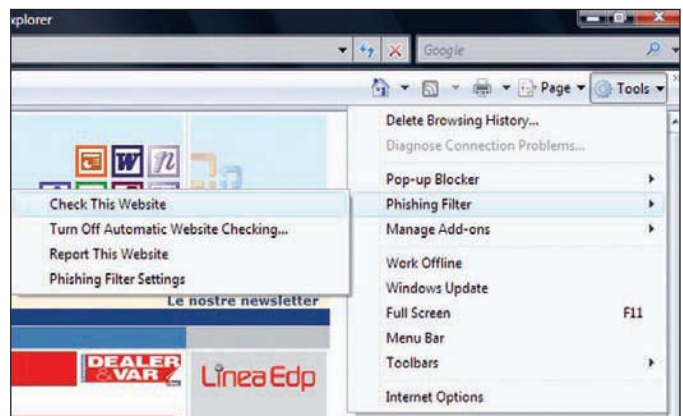 xplorer
Google
Page
Tools
Delete Browsing History...
Diagnose Connection Problems...
Pop-up Blocker
Phishing Filter
Manage Add-ons
Work Offline
Windows Update
Full Screen F11
Menu Bar
Toolbars
Internet Options
Check This Website
Turn Off Automatic Website Checking...
Report This Website
Phishing Filter Settings
W n
Le nostre newsletter
DEALER
& VAR
Linea Edp